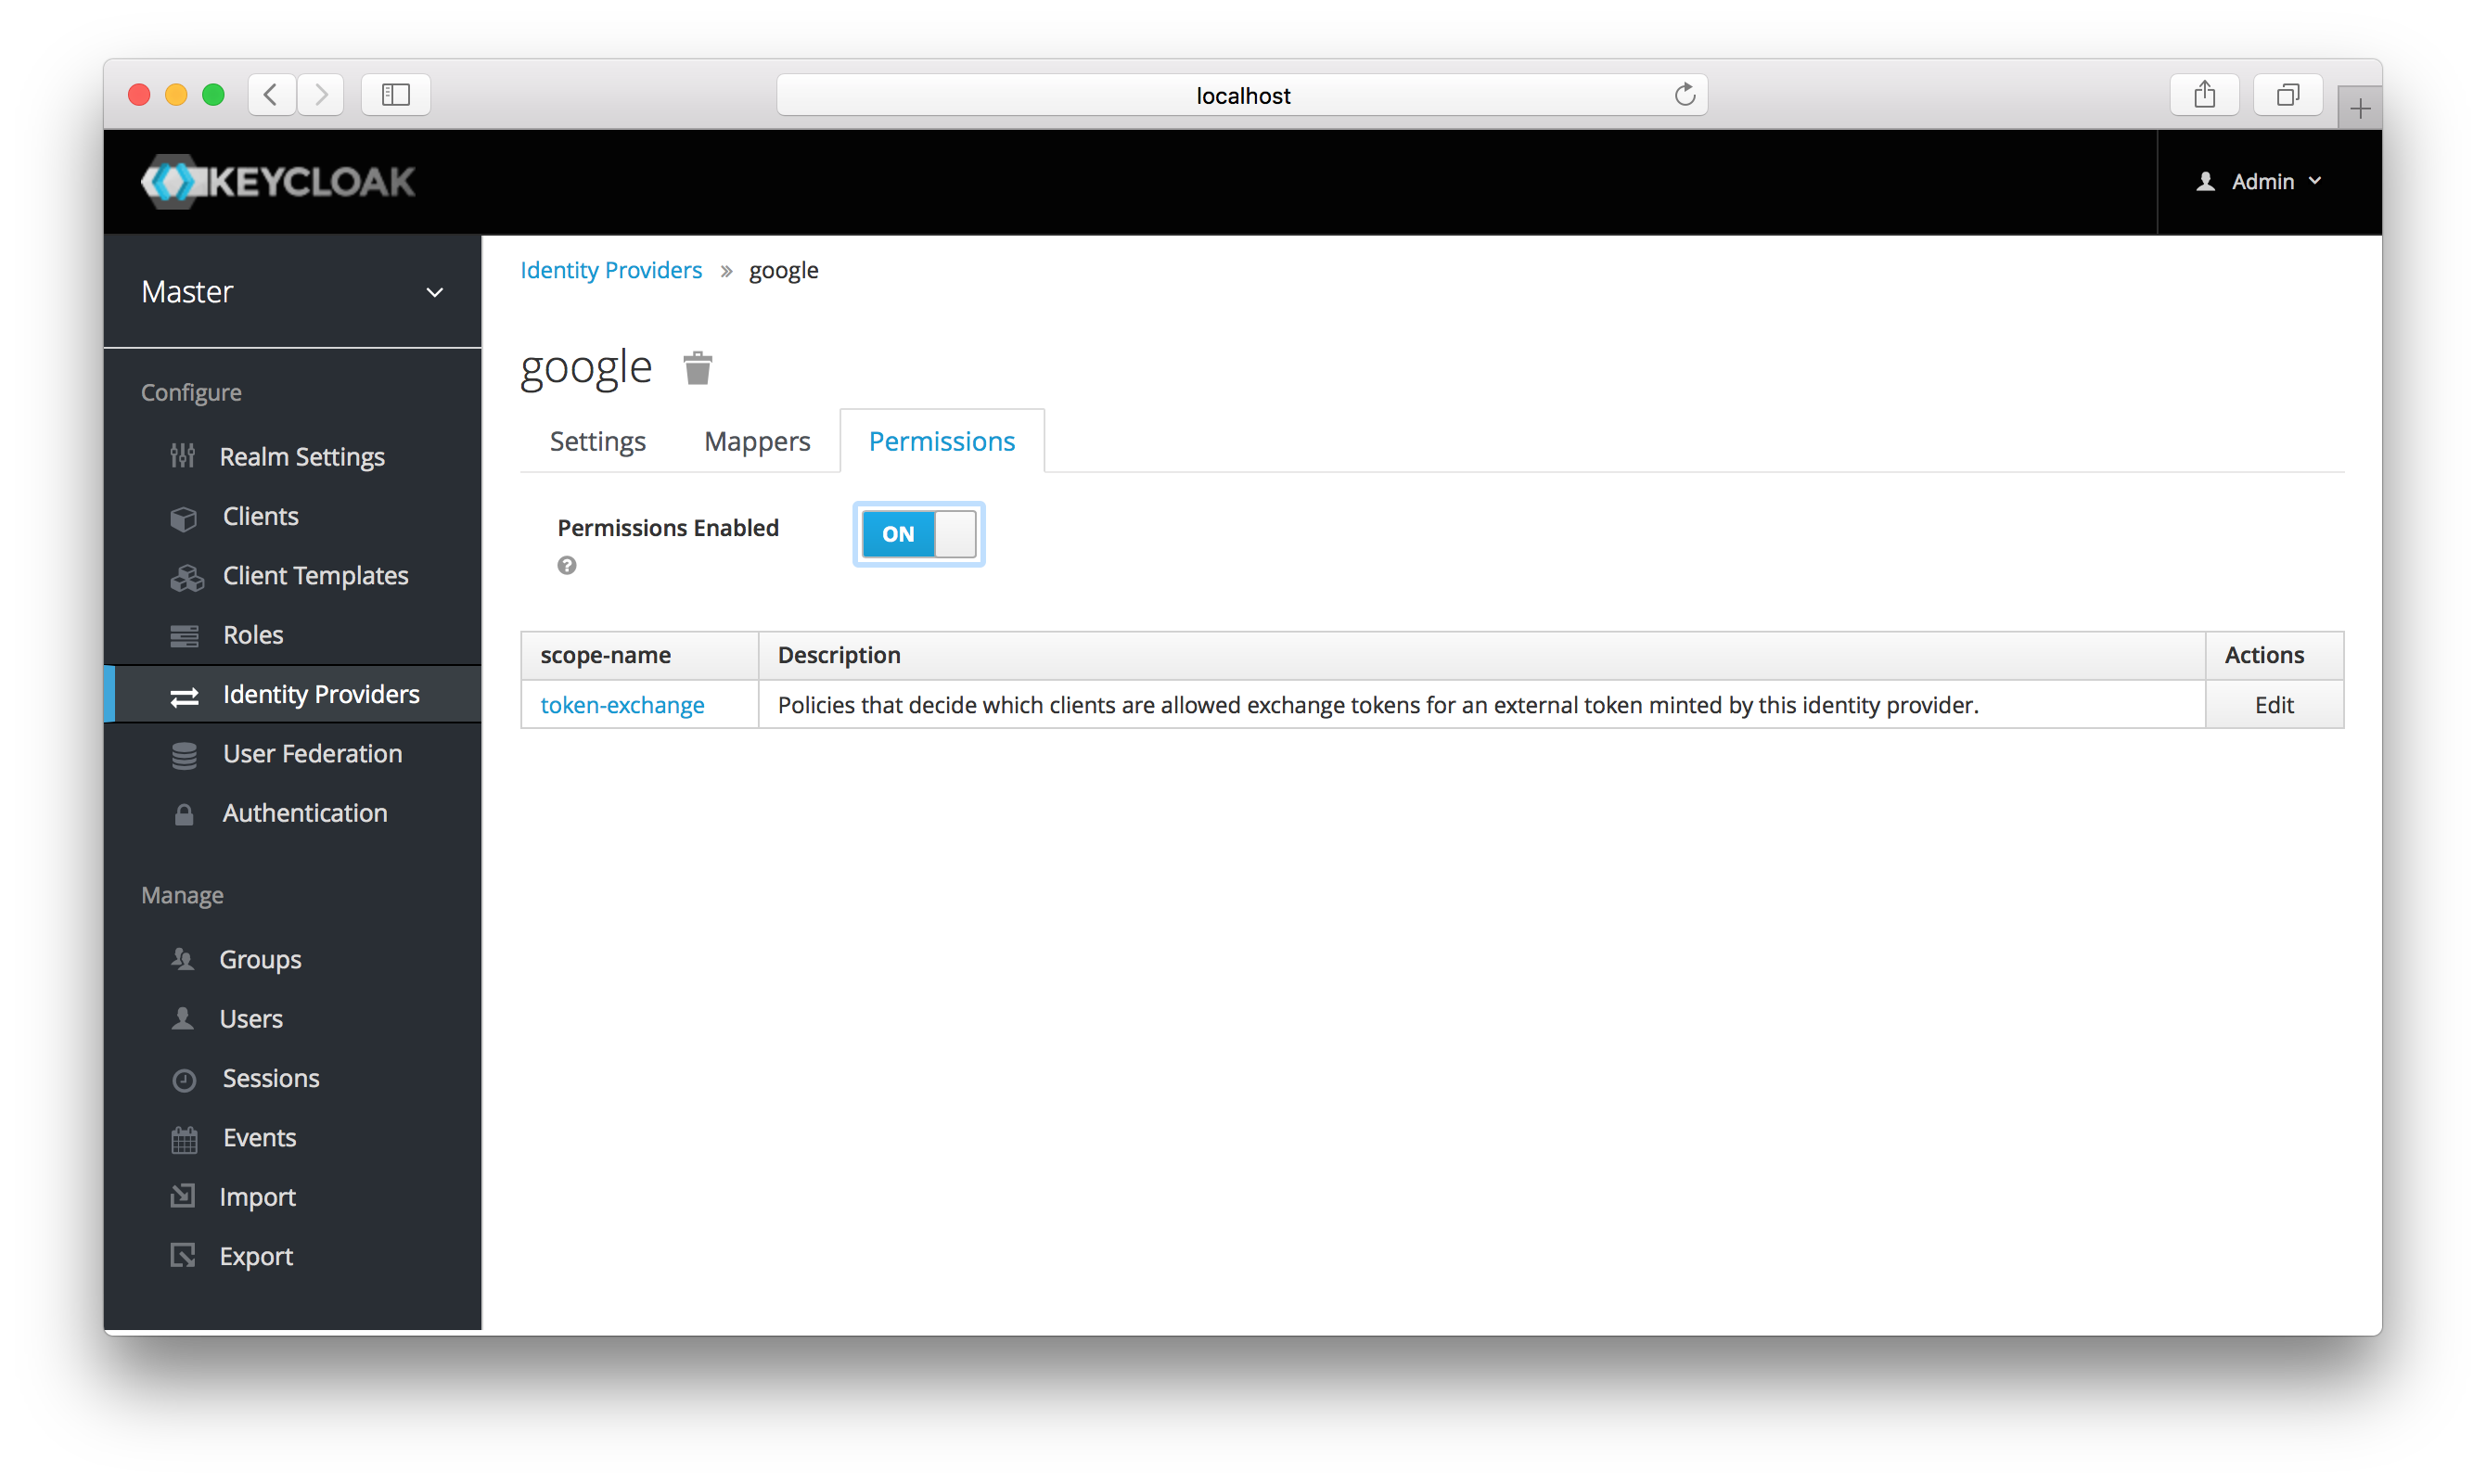 localhost
KEYCLOAK
Admin
Master
Identity Providers » google
google
Configure
Settings Mappers Permissions
Realm Settings
Clients
Client Templates
Roles
Identity Providers
User Federation
Authentication
Manage
Groups
Users
Sessions
Events
Import
Export
Permissions Enabled ON
scope-name Description Actions
token-exchange Policies that decide which clients are allowed exchange tokens for an external token minted by this identity provider. Edit